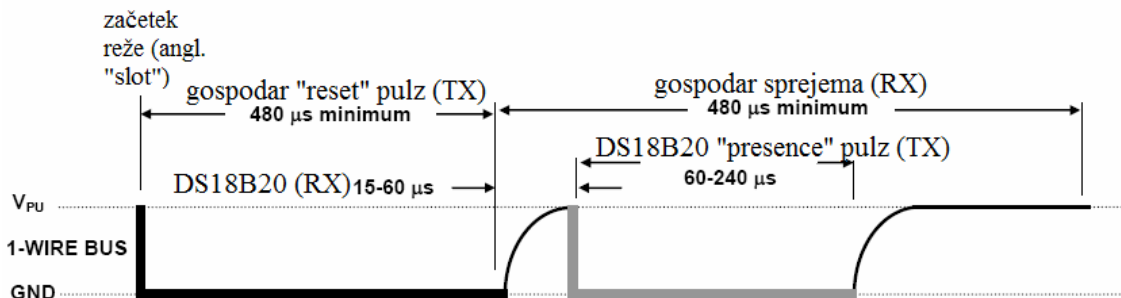 začetek
reže (angl.
"slot")
gospodar "reset" pulz (TX)
480 µs minimum
gospodar sprejema (RX)
480 µs minimum
DS18B20 "presence" pulz (TX)
60-240 µs
DS18B20 (RX) 15-60 µs
VPU
1-WIRE BUS
GND